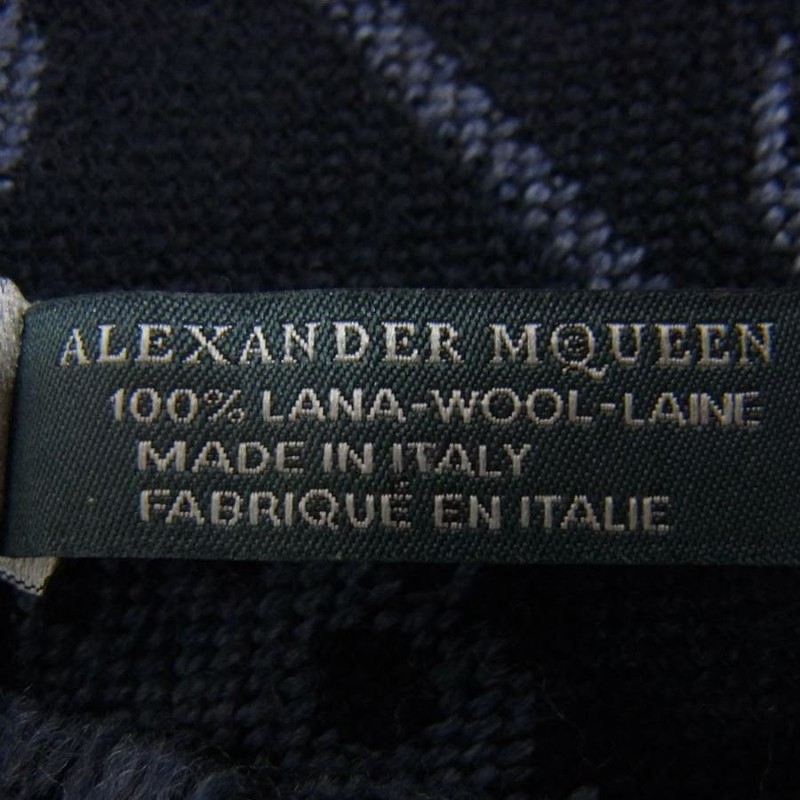 ALEXANDER MQUEEN
100% LANA-WOOL-LAINE
MADE IN ITALY
FABRIQUÉ EN ITALIE